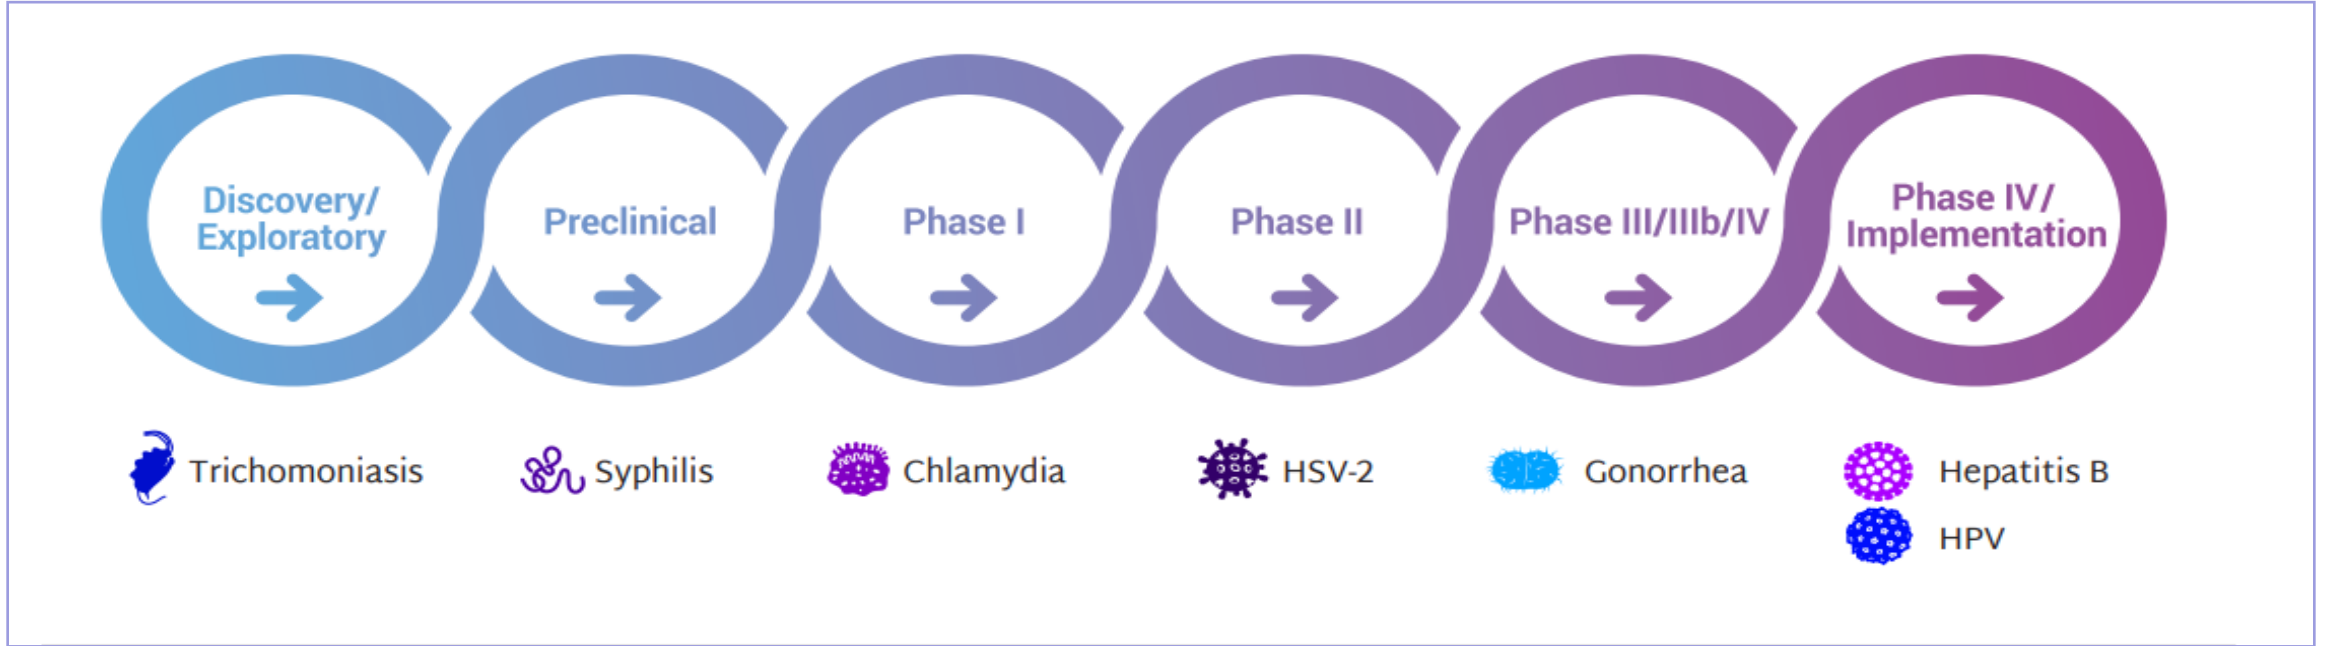 Discovery/
Exploratory
Preclinical
Phase I
Phase II
Phase III/IIIb/IV
Phase IV/
Implementation
Trichomoniasis
Syphilis
Chlamydia
HSV-2
Gonorrhea
Hepatitis B
HPV